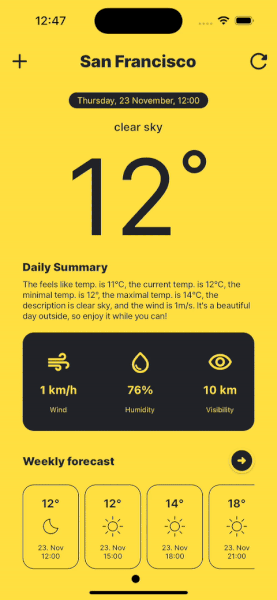 12:47
San Francisco
Thursday, 23 November, 12:00
clear sky
12°
Daily Summary
The feels like temp. is 11°C, the current temp. is 12°C, the
minimal temp. is 12°, the maximal temp. is 14°C, the
description is clear sky, and the wind is 1m/s. It's a beautiful
day outside, so enjoy it while you can!
1 km/h 76% 10 km
Wind Humidity Visibility
Weekly forecast
12° 12° 14° 18°
23. Nov 23. Nov 23. Nov 23. Nov
12:00 15:00 18:00 21:00